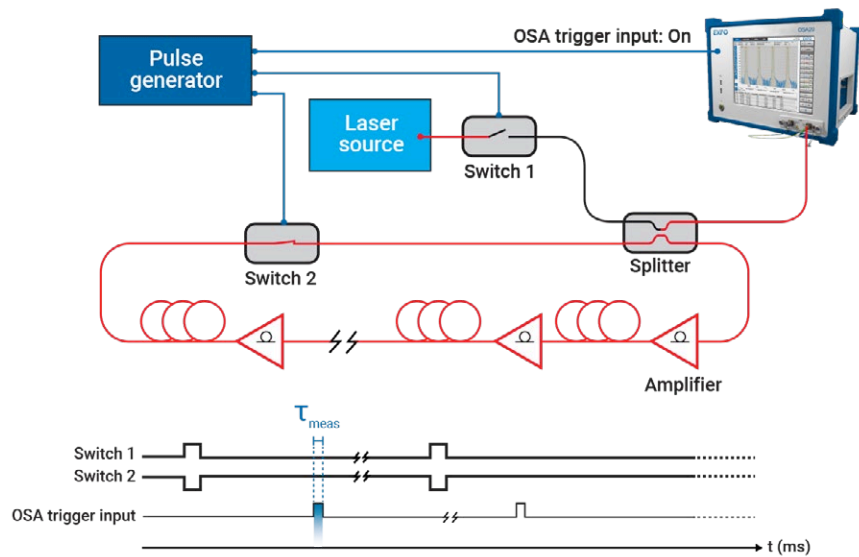 OSA trigger input: On
EXFO
Pulse
generator
Laser
source
Switch 1
Switch 2
Splitter
Ω
Ω
Ω
Amplifier
τmeas
Switch 1
Switch 2
OSA trigger input
t (ms)